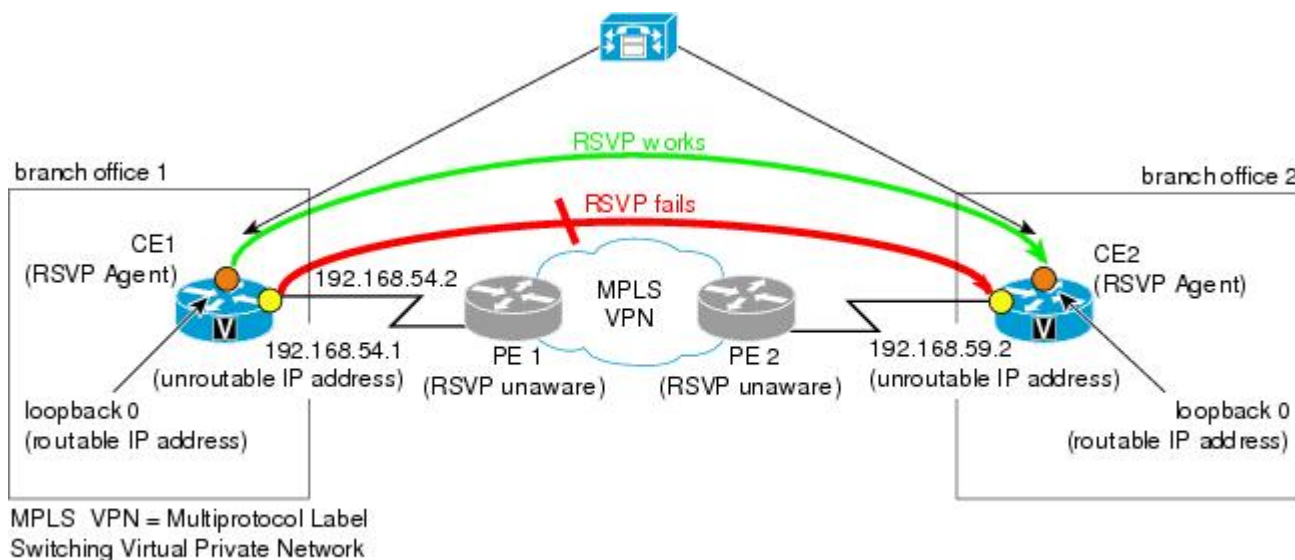 RSVP works
branch office 1
branch office 2
RSVP fails
CE1
(RSVP Agent)
CE2
(RSVP Agent)
192.168.54.2
MPLS
VPN
V
V
192.168.54.1
(unroutable IP address)
PE 1
(RSVP unaware)
PE 2
(RSVP unaware)
192.168.59.2
(unroutable IP address)
loopback 0
(routable IP address)
loopback 0
(routable IP address)
MPLS VPN = Multiprotocol Label
Switching Virtual Private Network